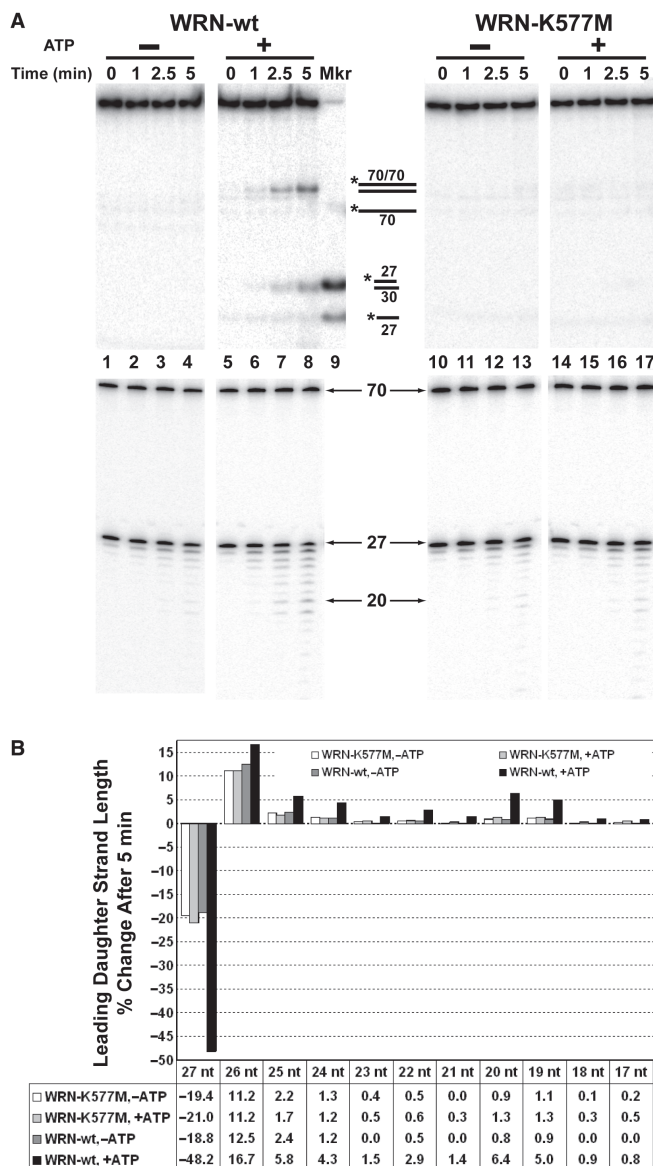 A
WRN-wt
WRN-K577M
ATP − + − +
Time (min) 0 1 2.5 5 0 1 2.5 5 Mkr 0 1 2.5 5 0 1 2.5 5
* 70/70
* 70
* 27
30
* 27
1 2 3 4 5 6 7 8 9 10 11 12 13 14 15 16 17
70
27
20
B
Leading Daughter Strand Length
% Change After 5 min
15
10
5
0
−5
−10
−15
−20
−25
−30
−35
−40
−45
−50
WRN-K577M,−ATP
WRN-K577M, +ATP
WRN-wt,−ATP
WRN-wt, +ATP
27 nt 26 nt 25 nt 24 nt 23 nt 22 nt 21 nt 20 nt 19 nt 18 nt 17 nt
WRN-K577M,−ATP −19.4 11.2 2.2 1.3 0.4 0.5 0.0 0.9 1.1 0.1 0.2
WRN-K577M, +ATP −21.0 11.2 1.7 1.2 0.5 0.6 0.3 1.3 1.3 0.3 0.5
WRN-wt,−ATP −18.8 12.5 2.4 1.2 0.0 0.5 0.0 0.8 0.9 0.0 0.0
WRN-wt, +ATP −48.2 16.7 5.8 4.3 1.5 2.9 1.4 6.4 5.0 0.9 0.8